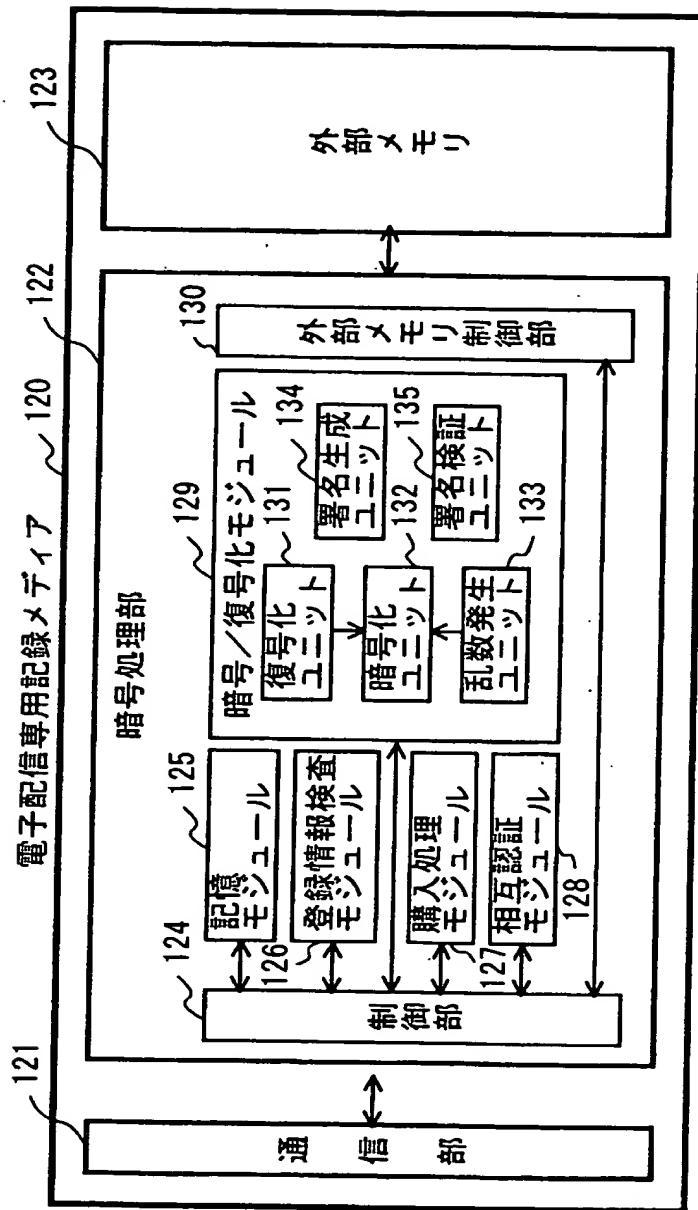 電子配信専用記録メディア
120
121
通信部
122
暗号処理部
124
制御部
125
記憶
モジュール
126
登録情報検査
モジュール
127
購入処理
モジュール
128
相互認証
モジュール
129
暗号／復号化モジュール
131
復号化
ユニット
132
暗号化
ユニット
133
乱数発生
ユニット
134
署名生成
ユニット
135
署名検証
ユニット
130
外部メモリ制御部
123
外部メモリ